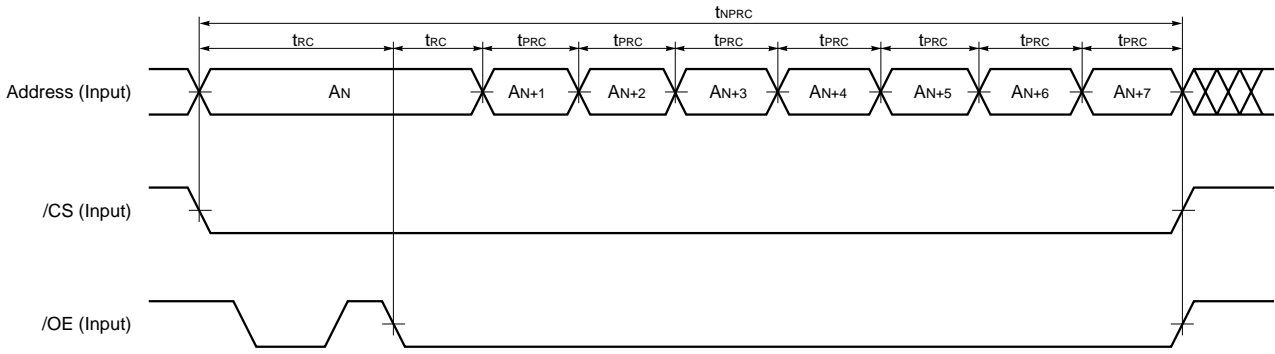 tNPRC
tRC tRC tPRC tPRC tPRC tPRC tPRC tPRC tPRC
Address (Input) AN AN+1 AN+2 AN+3 AN+4 AN+5 AN+6 AN+7
/CS (Input)
/OE (Input)